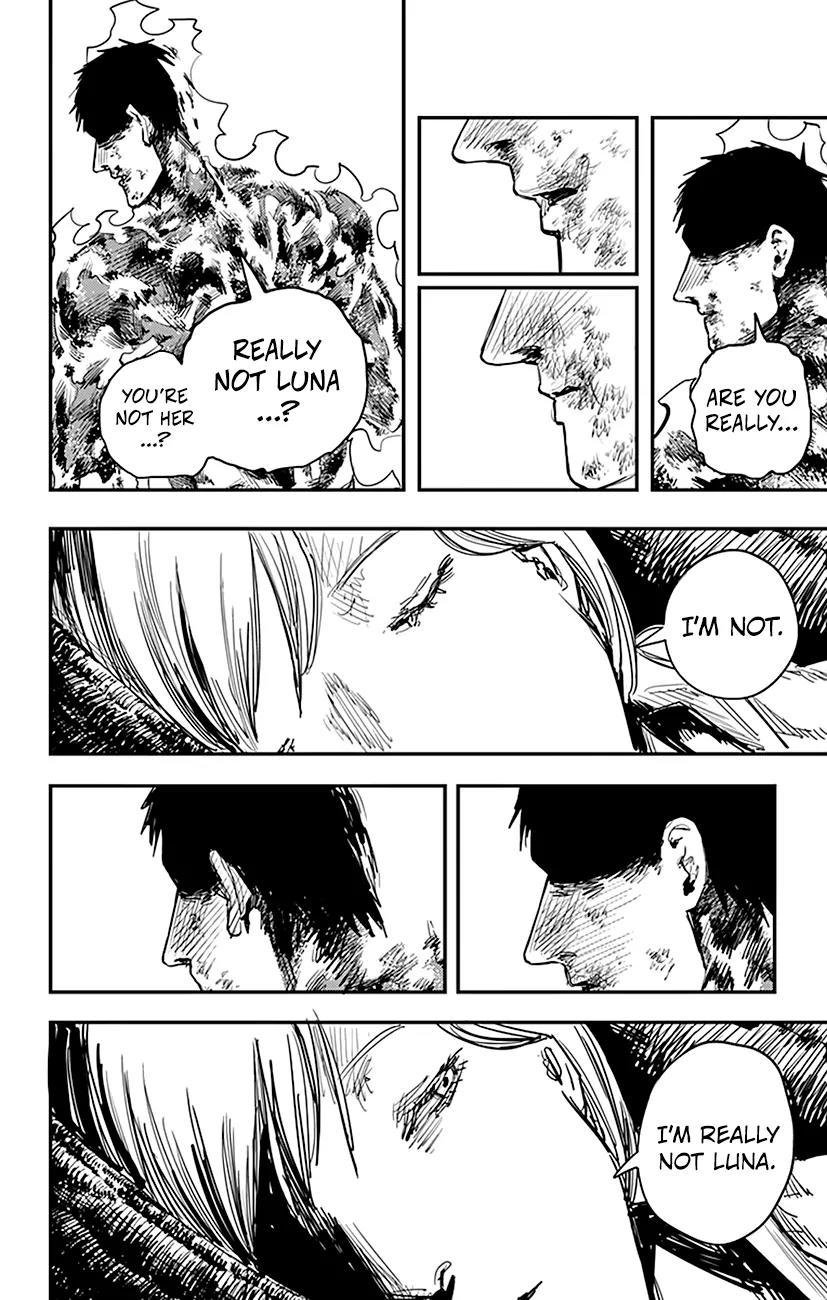 ARE YOU
REALLY...
REALLY
NOT LUNA
...?
YOU'RE
NOT HER
...?
I'M NOT.
I'M REALLY
NOT LUNA.